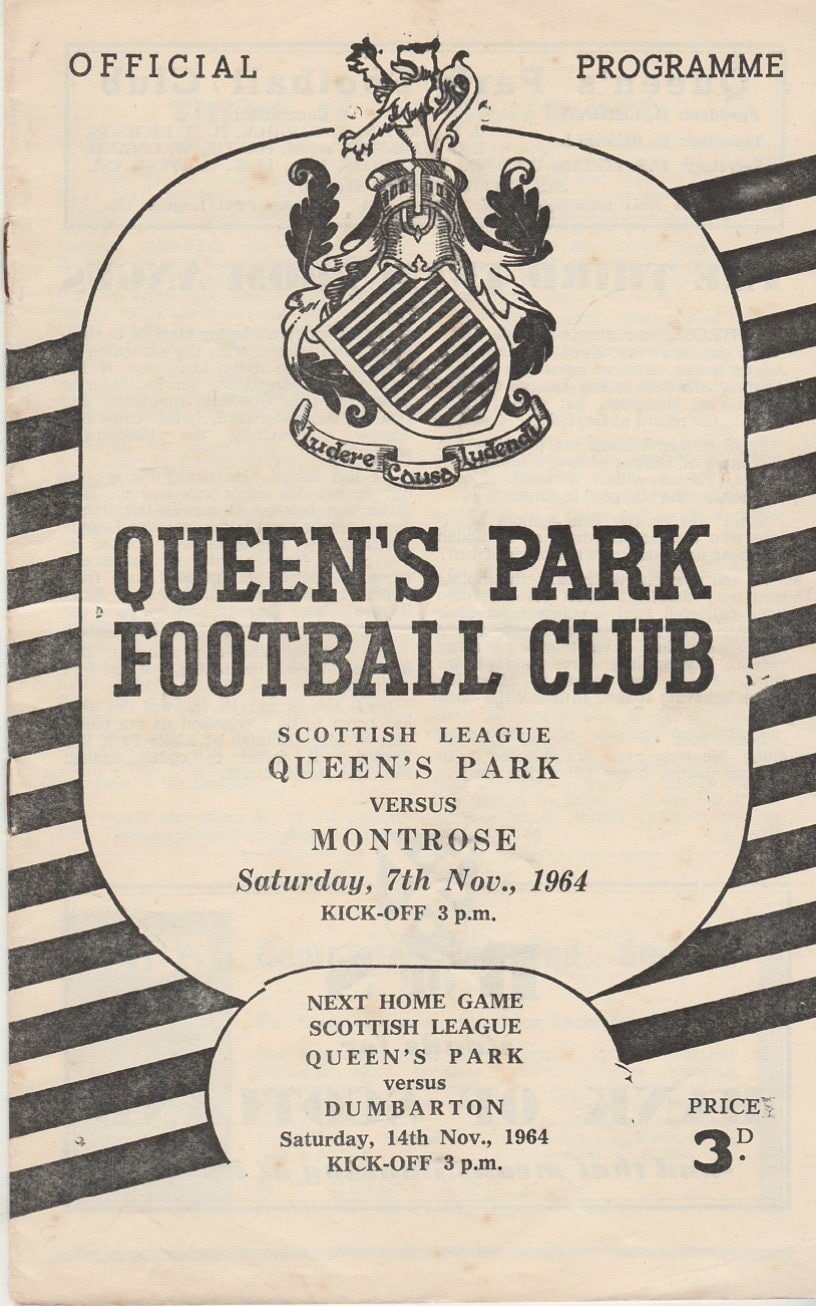 OFFICIAL PROGRAMME
Ludere Causa Ludendi
QUEEN'S PARK
FOOTBALL CLUB
SCOTTISH LEAGUE
QUEEN'S PARK
VERSUS
MONTROSE
Saturday, 7th Nov., 1964
KICK-OFF 3 p.m.
NEXT HOME GAME
SCOTTISH LEAGUE
QUEEN'S PARK
versus
DUMBARTON
Saturday, 14th Nov., 1964
KICK-OFF 3 p.m.
PRICE
3D.